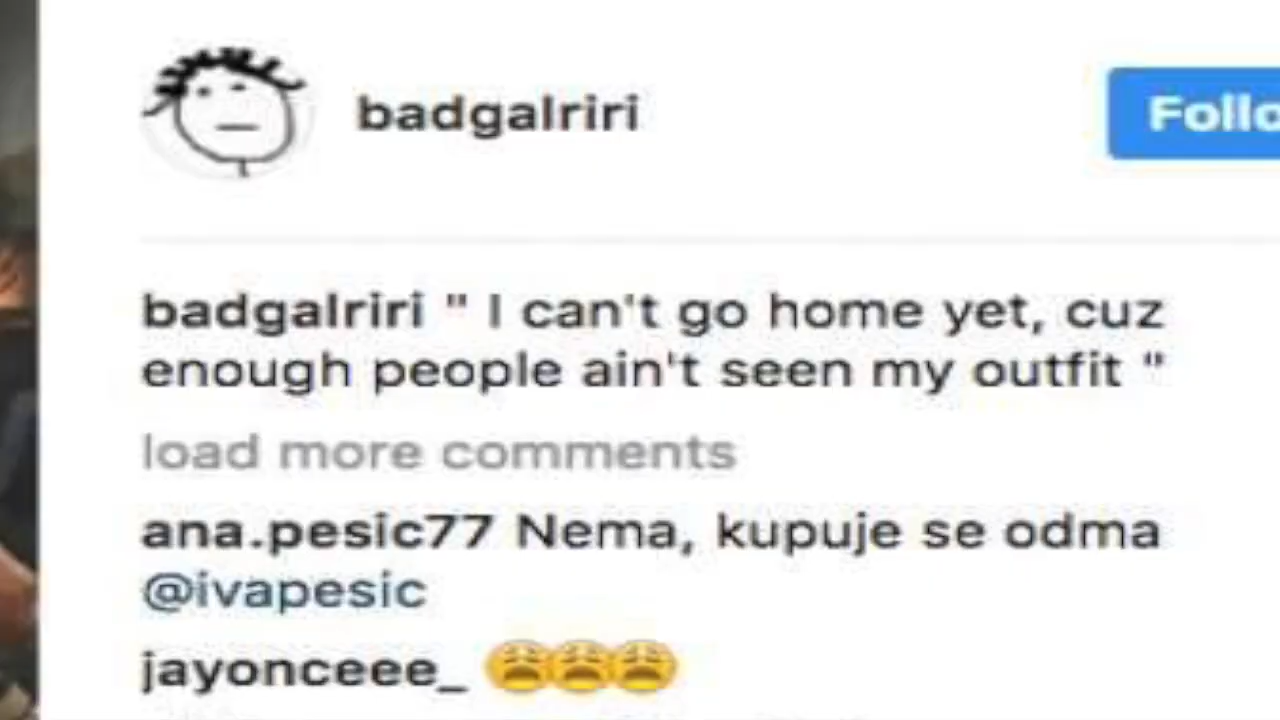 badgalriri
Follo
badgalriri " I can't go home yet, cuz
enough people ain't seen my outfit "
load more comments
ana.pesic77 Nema, kupuje se odma
@ivapesic
jayonceee_ 😩😩😩